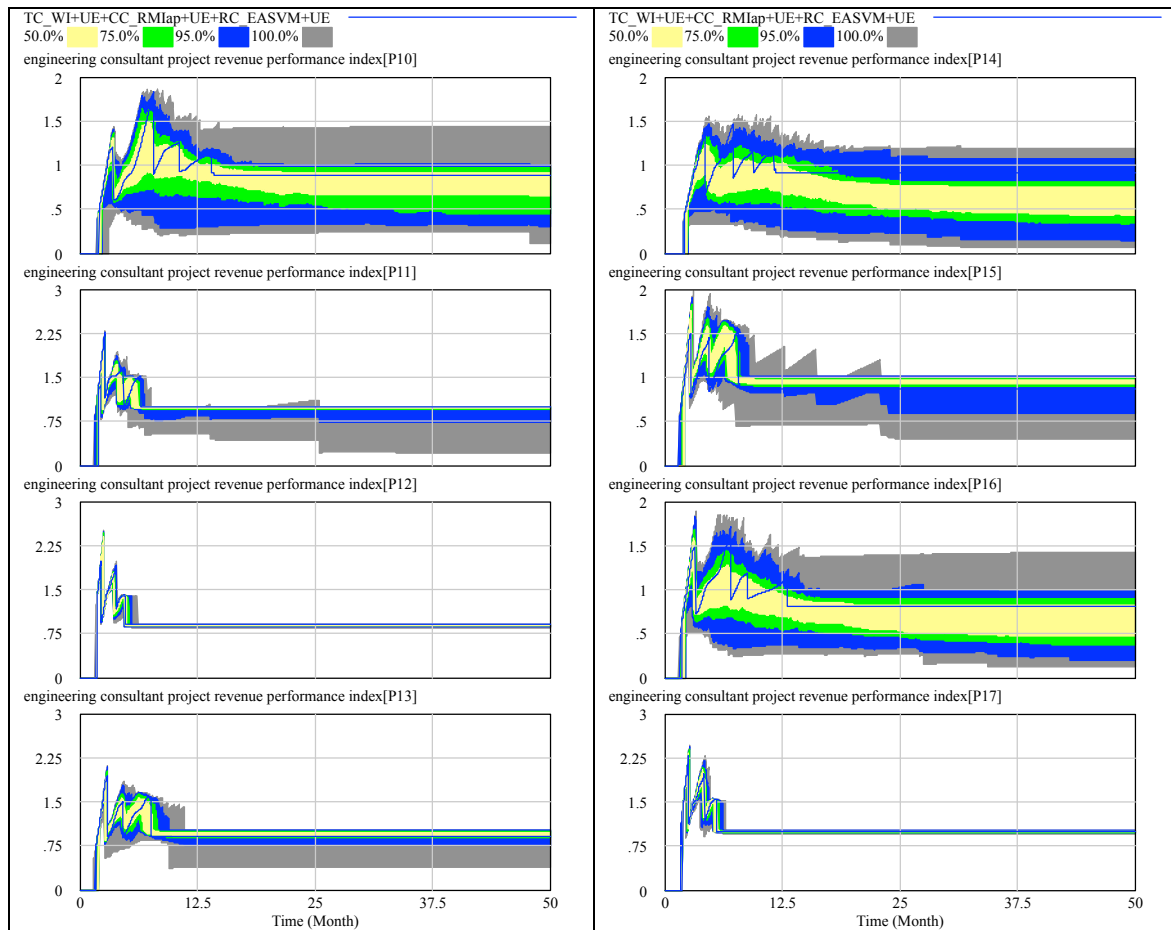 TC_WI+UE+CC_RMIap+UE+RC_EASVM+UE
50.0% 75.0% 95.0% 100.0%
engineering consultant project revenue performance index[P10]
2
1.5
1
.5
0
engineering consultant project revenue performance index[P11]
3
2.25
1.5
.75
0
engineering consultant project revenue performance index[P12]
3
2.25
1.5
.75
0
engineering consultant project revenue performance index[P13]
3
2.25
1.5
.75
0
0 12.5 25 37.5 50
Time (Month)
TC_WI+UE+CC_RMIap+UE+RC_EASVM+UE
50.0% 75.0% 95.0% 100.0%
engineering consultant project revenue performance index[P14]
2
1.5
1
.5
0
engineering consultant project revenue performance index[P15]
2
1.5
1
.5
0
engineering consultant project revenue performance index[P16]
2
1.5
1
.5
0
engineering consultant project revenue performance index[P17]
3
2.25
1.5
.75
0
0 12.5 25 37.5 50
Time (Month)